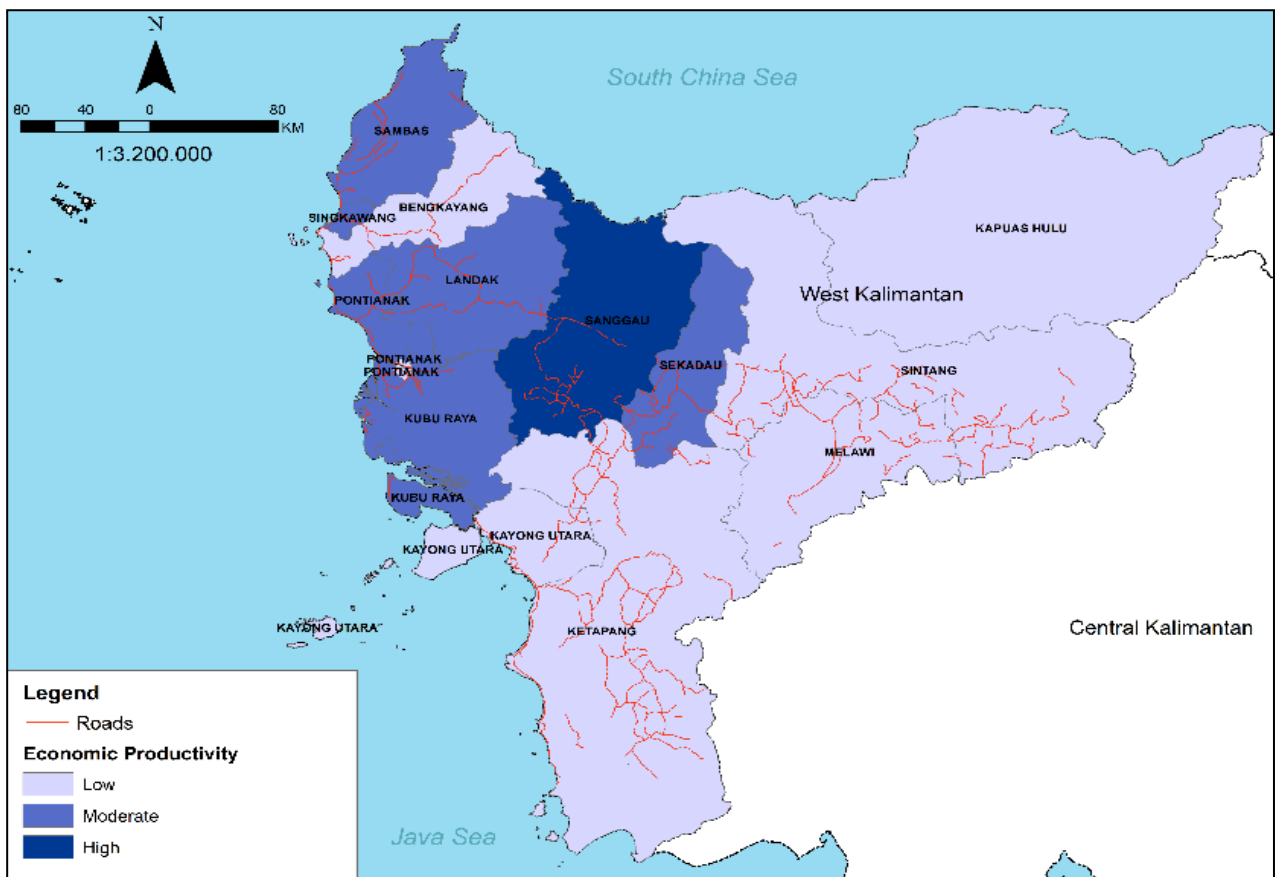 N
South China Sea
80 40 0 80
KM
1:3.200.000
SAMBAS
BENGKAYANG
SINGKAWANG
KAPUAS HULU
LANDAK
West Kalimantan
PONTIANAK
SANGGAU
PONTIANAK
PONTIANAK
SEKADAU
SINTANG
KUBU RAYA
MELAWI
KUBU RAYA
KAYONG UTARA
KAYONG UTARA
KAYONG UTARA
KETAPANG
Central Kalimantan
Legend
Roads
Economic Productivity
Low
Moderate
High
Java Sea